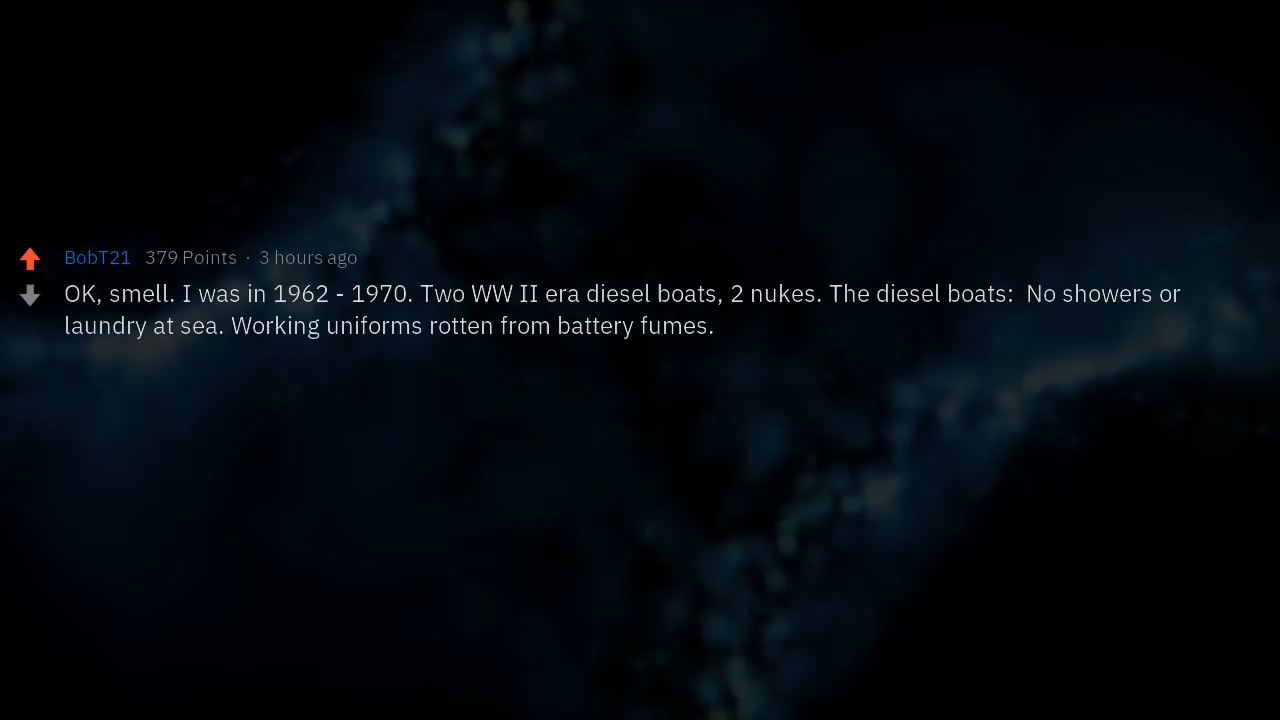 BobT21 379 Points · 3 hours ago
OK, smell. I was in 1962 - 1970. Two WW II era diesel boats, 2 nukes. The diesel boats:  No showers or
laundry at sea. Working uniforms rotten from battery fumes.